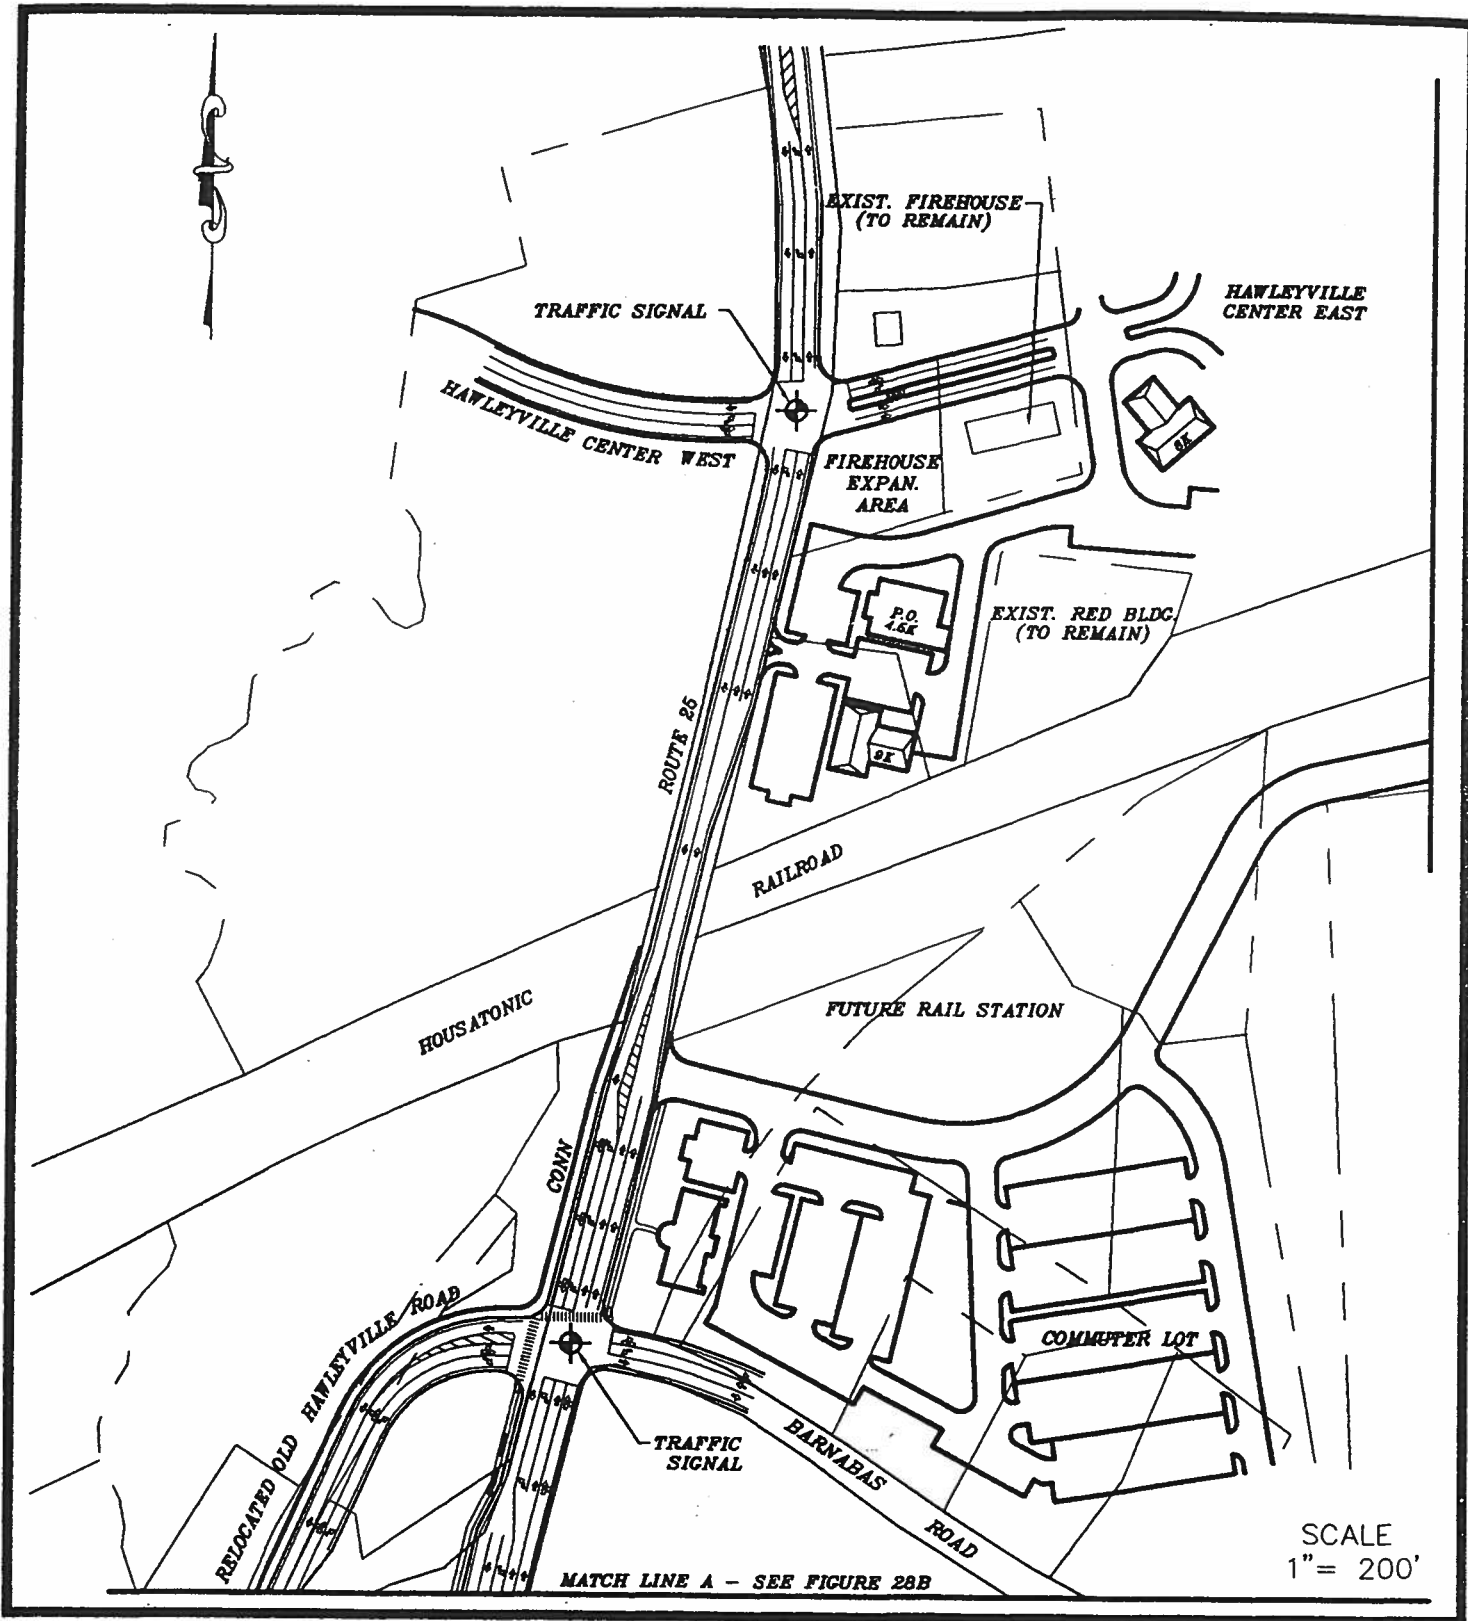 EXIST. FIREHOUSE
(TO REMAIN)
HAWLEYVILLE
CENTER EAST
TRAFFIC SIGNAL
HAWLEYVILLE CENTER WEST
8K
FIREHOUSE
EXPAN.
AREA
P.O.
4.6K
EXIST. RED BLDG.
(TO REMAIN)
ROUTE 25
9K
RAILROAD
HOUSATONIC
FUTURE RAIL STATION
CONN
RELOCATED OLD HAWLEYVILLE ROAD
COMMUTER LOT
TRAFFIC
SIGNAL
BARNABAS ROAD
SCALE
1"= 200'
MATCH LINE A - SEE FIGURE 28B